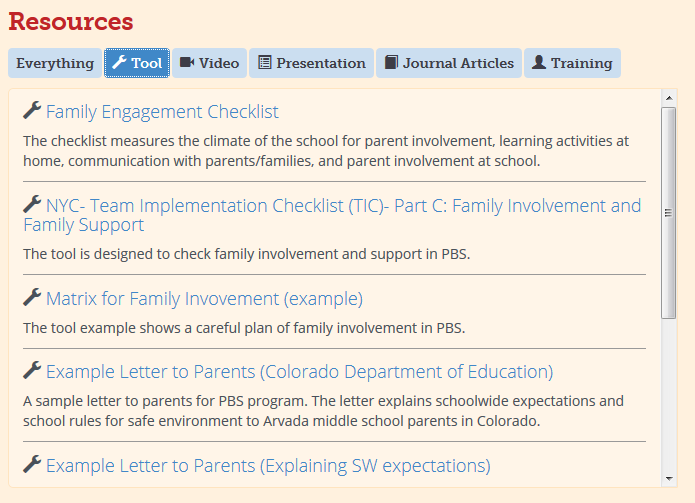 Resources
Everything Tool Video Presentation Journal Articles Training
Family Engagement Checklist
The checklist measures the climate of the school for parent involvement, learning activities at
home, communication with parents/families, and parent involvement at school.
NYC- Team Implementation Checklist (TIC)- Part C: Family Involvement and
Family Support
The tool is designed to check family involvement and support in PBS.
Matrix for Family Invovement (example)
The tool example shows a careful plan of family involvement in PBS.
Example Letter to Parents (Colorado Department of Education)
A sample letter to parents for PBS program. The letter explains schoolwide expectations and
school rules for safe environment to Arvada middle school parents in Colorado.
Example Letter to Parents (Explaining SW expectations)